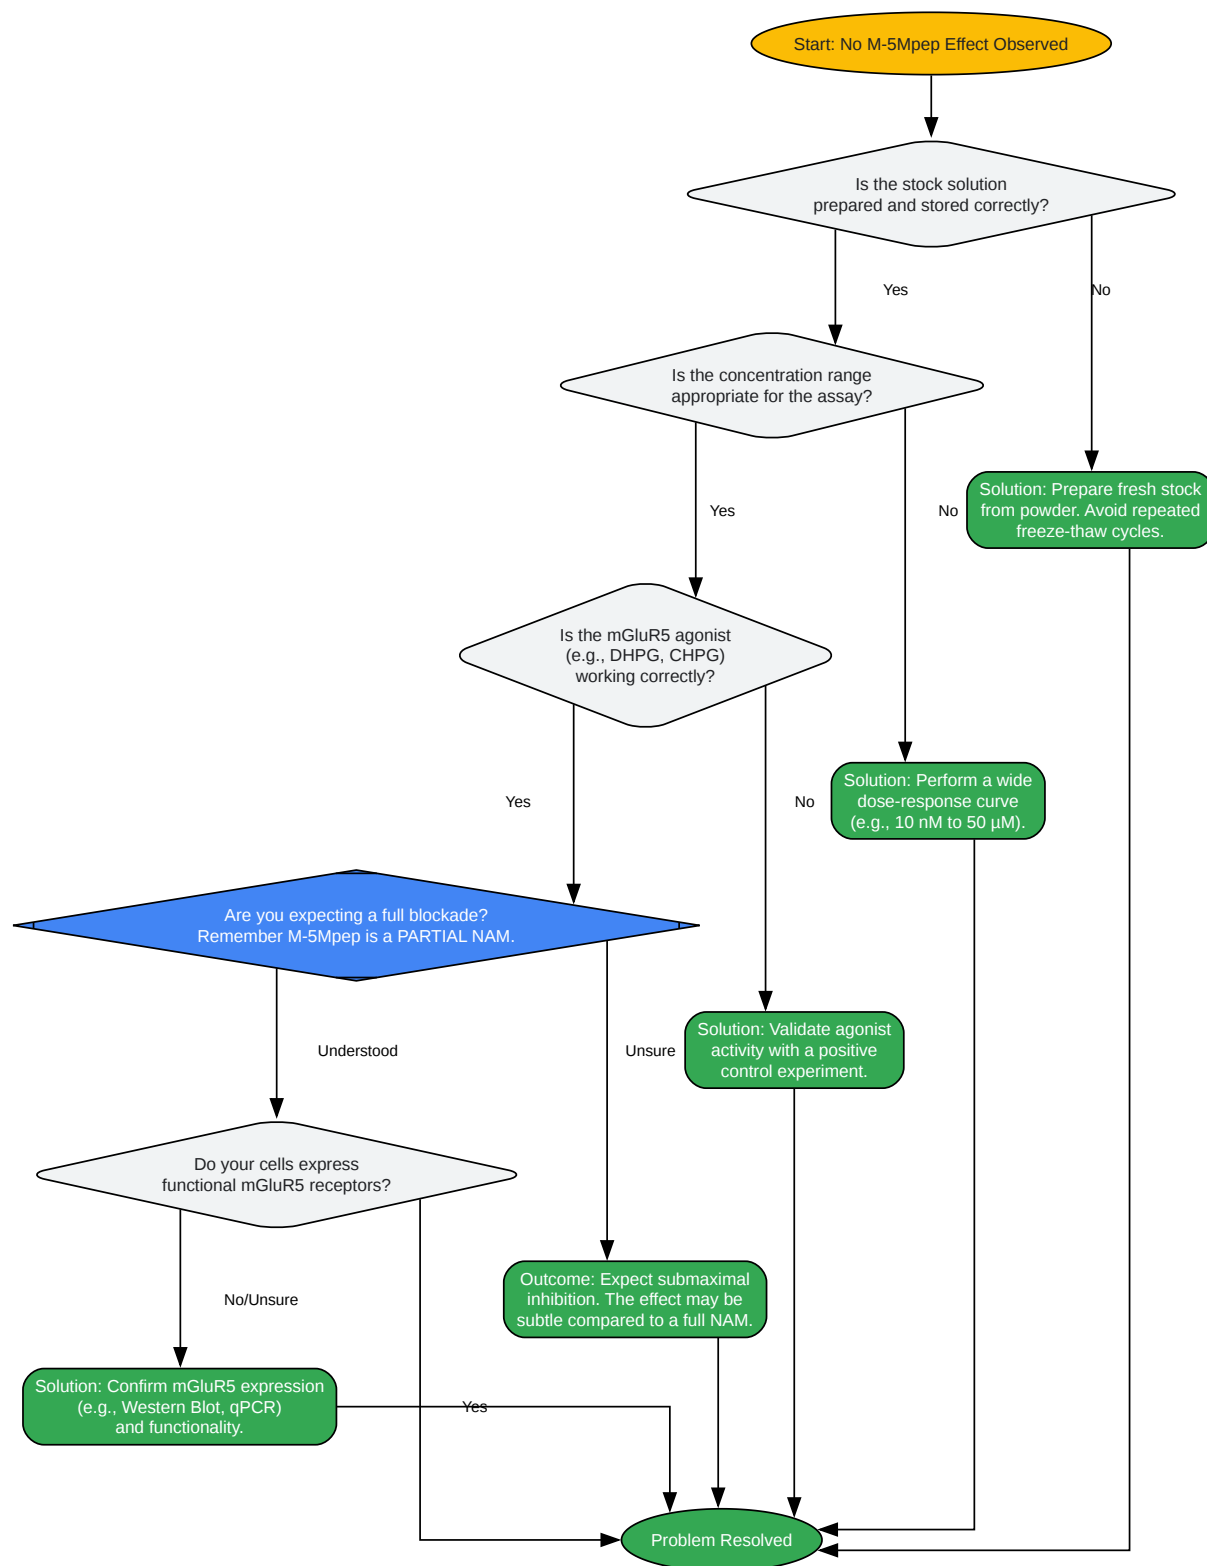 Start: No M-5Mpep Effect Observed
Is the stock solution
prepared and stored correctly?
Yes
No
Is the concentration range
appropriate for the assay?
Yes
No
Solution: Prepare fresh stock
from powder. Avoid repeated
freeze-thaw cycles.
Is the mGluR5 agonist
(e.g., DHPG, CHPG)
working correctly?
Yes
No
Solution: Perform a wide
dose-response curve
(e.g., 10 nM to 50 µM).
Are you expecting a full blockade?
Remember M-5Mpep is a PARTIAL NAM.
Understood
Unsure
Solution: Validate agonist
activity with a positive
control experiment.
Do your cells express
functional mGluR5 receptors?
No/Unsure
Outcome: Expect submaximal
inhibition. The effect may be
subtle compared to a full NAM.
Solution: Confirm mGluR5 expression
(e.g., Western Blot, qPCR)
and functionality.
Yes
Problem Resolved